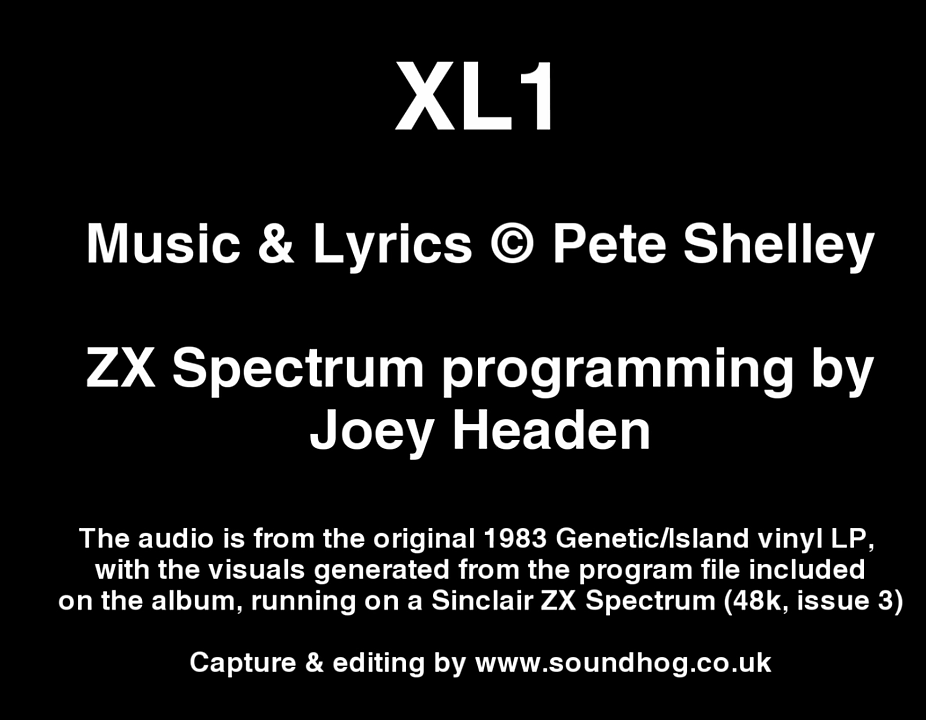 XL1
Music & Lyrics © Pete Shelley
ZX Spectrum programming by
Joey Headen
The audio is from the original 1983 Genetic/Island vinyl LP,
with the visuals generated from the program file included
on the album, running on a Sinclair ZX Spectrum (48k, issue 3)
Capture & editing by www.soundhog.co.uk